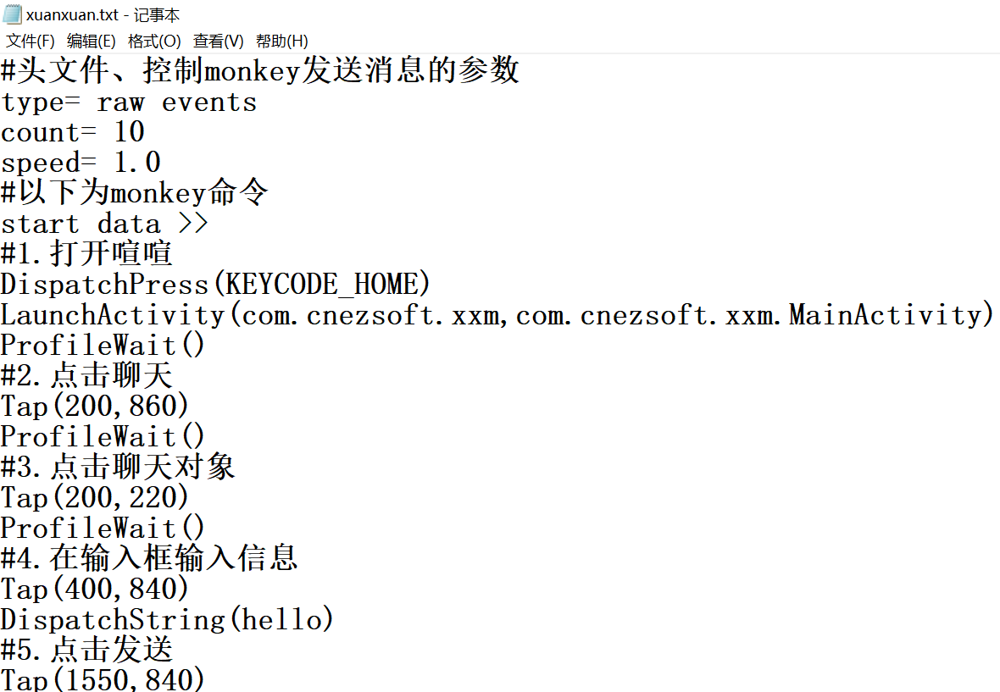 xuanxuan.txt - 记事本
文件(F) 编辑(E) 格式(O) 查看(V) 帮助(H)
#头文件、控制monkey发送消息的参数
type= raw events
count= 10
speed= 1.0
#以下为monkey命令
start data >>
#1.打开喧喧
DispatchPress(KEYCODE_HOME)
LaunchActivity(com.cnezsoft.xxm,com.cnezsoft.xxm.MainActivity)
ProfileWait()
#2.点击聊天
Tap(200,860)
ProfileWait()
#3.点击聊天对象
Tap(200,220)
ProfileWait()
#4.在输入框输入信息
Tap(400,840)
DispatchString(hello)
#5.点击发送
Tap(1550,840)